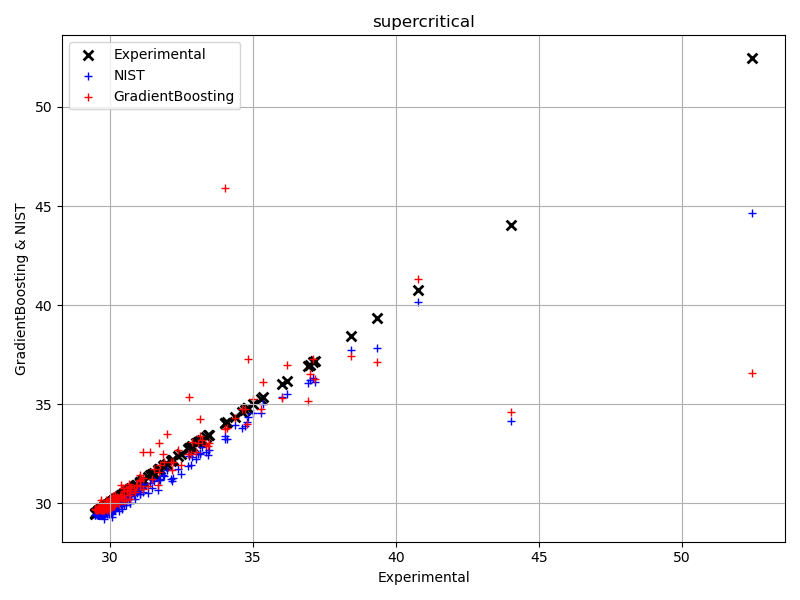 supercritical
Experimental
NIST
GradientBoosting
50
45
40
35
30
GradientBoosting & NIST
30 35 40 45 50
Experimental